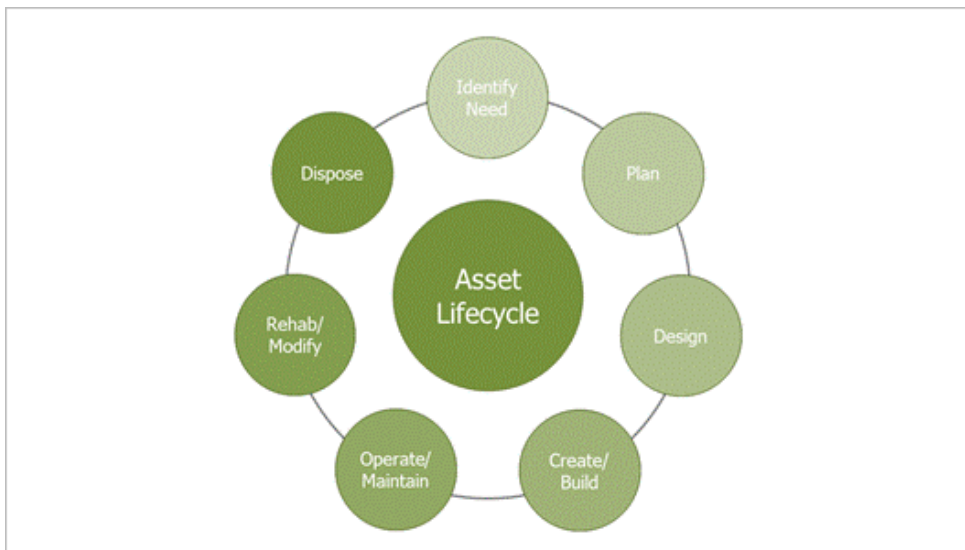 Identify
Need
Plan
Design
Create/
Build
Operate/
Maintain
Rehab/
Modify
Dispose
Asset
Lifecycle